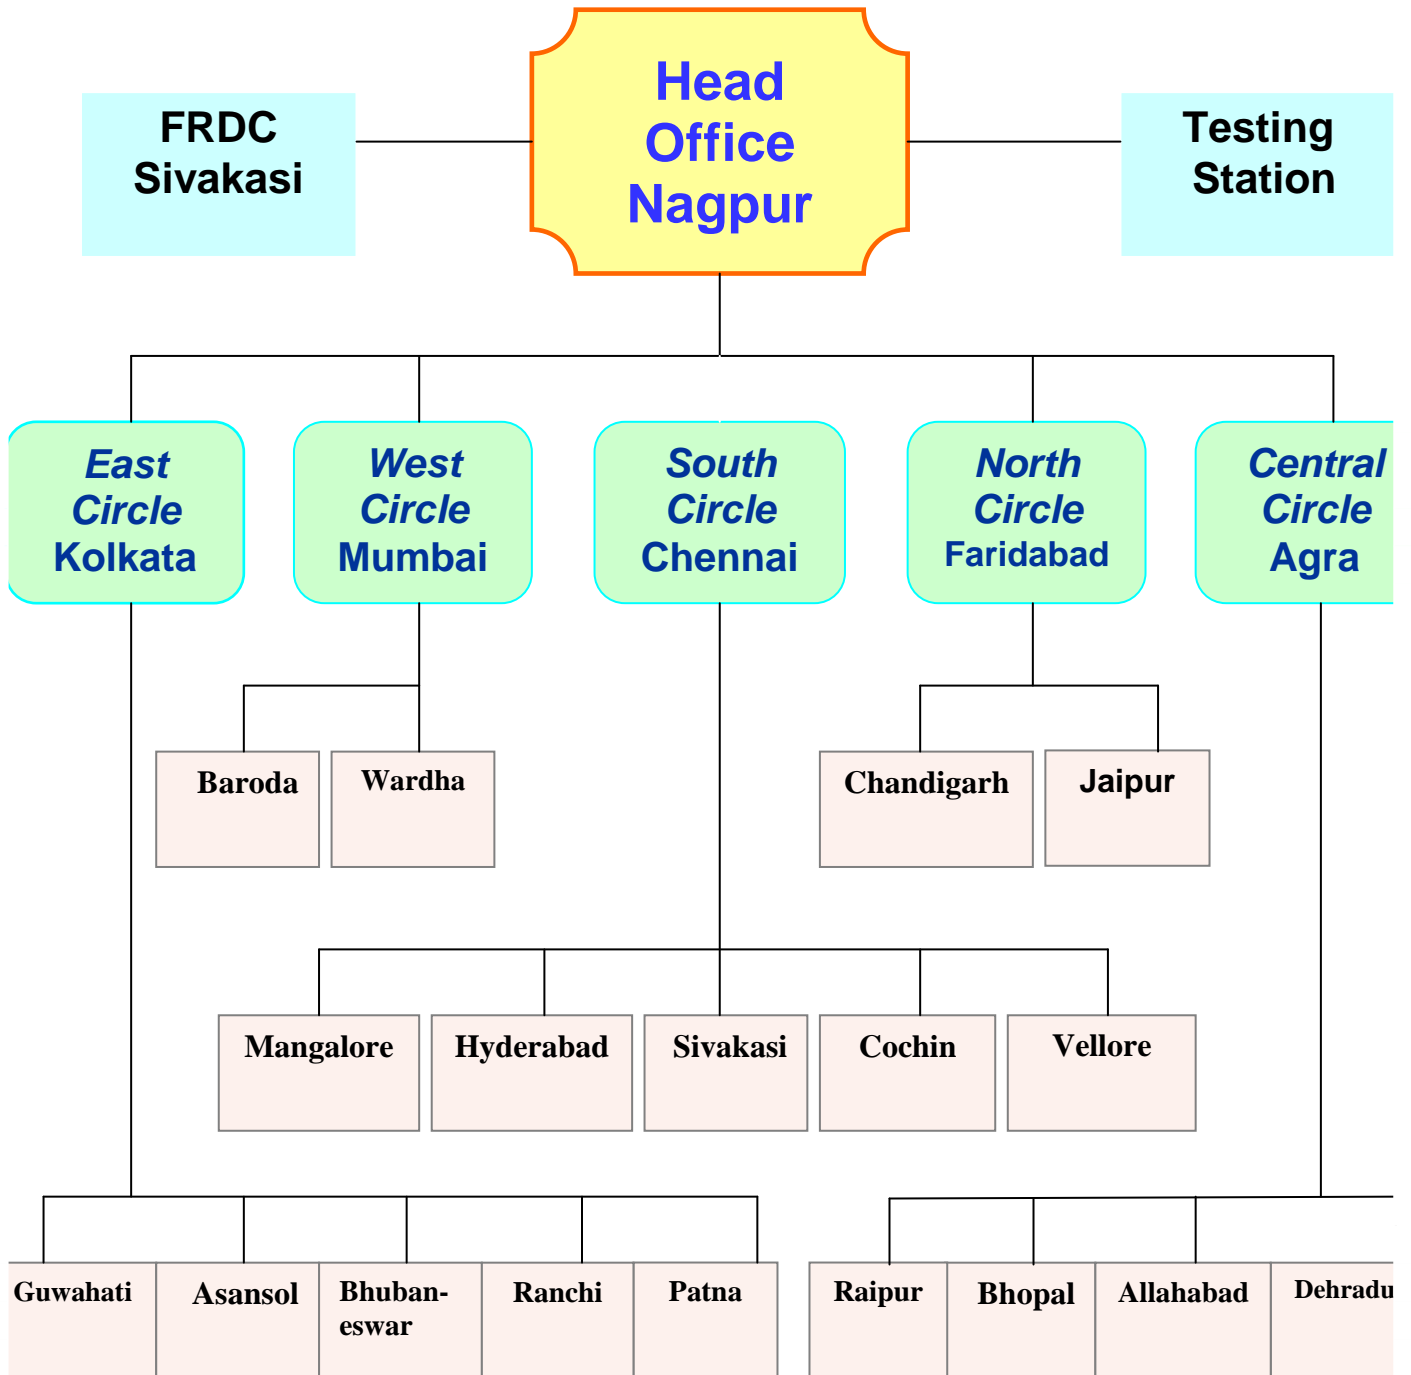 Head
Office
Nagpur
FRDC
Sivakasi
Testing
Station
East
Circle
Kolkata
West
Circle
Mumbai
South
Circle
Chennai
North
Circle
Faridabad
Central
Circle
Agra
Baroda
Wardha
Chandigarh
Jaipur
Mangalore
Hyderabad
Sivakasi
Cochin
Vellore
Guwahati
Asansol
Bhuban-
eswar
Ranchi
Patna
Raipur
Bhopal
Allahabad
Dehradu